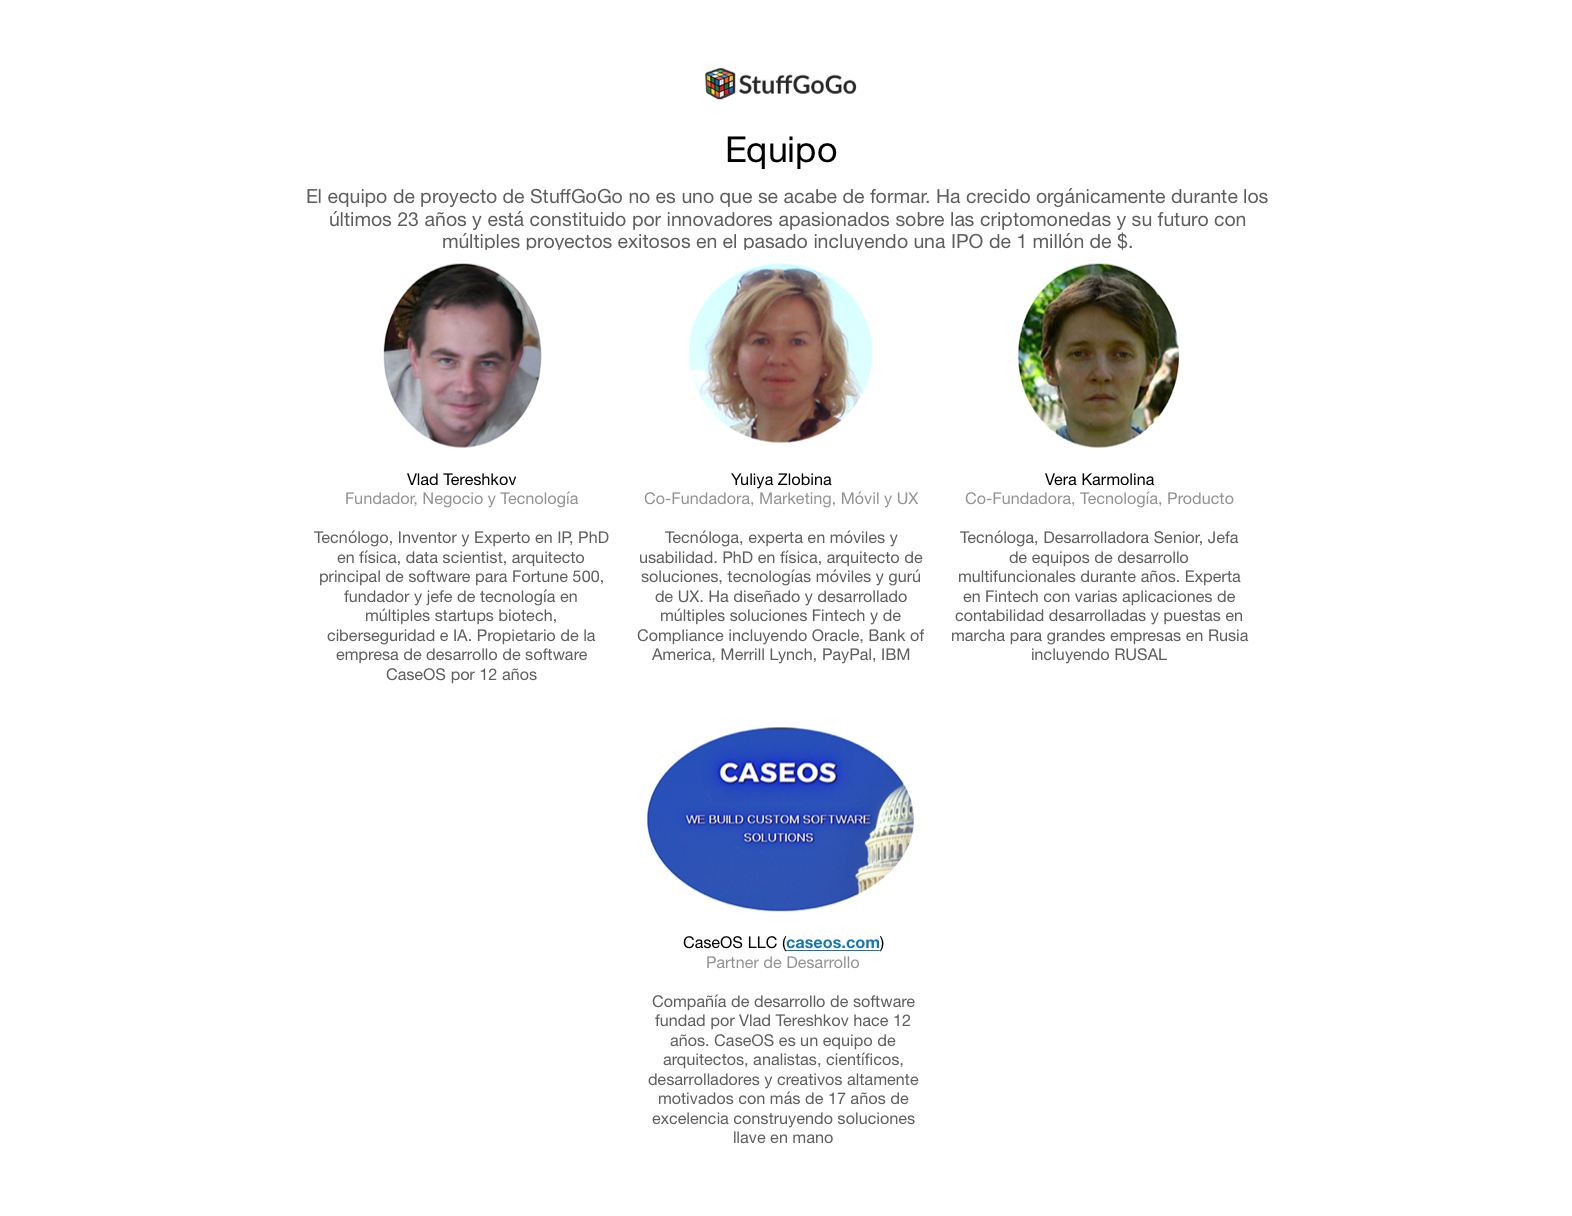 StuffGoGo
Equipo
El equipo de proyecto de StuffGoGo no es uno que se acabe de formar. Ha crecido orgánicamente durante los
últimos 23 años y está constituido por innovadores apasionados sobre las criptomonedas y su futuro con
múltiples proyectos exitosos en el pasado incluyendo una IPO de 1 millón de $.
Vlad Tereshkov
Fundador, Negocio y Tecnología
Tecnólogo, Inventor y Experto en IP, PhD
en física, data scientist, arquitecto
principal de software para Fortune 500,
fundador y jefe de tecnología en
múltiples startups biotech,
ciberseguridad e IA. Propietario de la
empresa de desarrollo de software
CaseOS por 12 años
Yuliya Zlobina
Co-Fundadora, Marketing, Móvil y UX
Tecnóloga, experta en móviles y
usabilidad. PhD en física, arquitecto de
soluciones, tecnologías móviles y gurú
de UX. Ha diseñado y desarrollado
múltiples soluciones Fintech y de
Compliance incluyendo Oracle, Bank of
America, Merrill Lynch, PayPal, IBM
Vera Karmolina
Co-Fundadora, Tecnología, Producto
Tecnóloga, Desarrolladora Senior, Jefa
de equipos de desarrollo
multifuncionales durante años. Experta
en Fintech con varias aplicaciones de
contabilidad desarrolladas y puestas en
marcha para grandes empresas en Rusia
incluyendo RUSAL
CASEOS
WE BUILD CUSTOM SOFTWARE
SOLUTIONS
CaseOS LLC (caseos.com)
Partner de Desarrollo
Compañía de desarrollo de software
fundad por Vlad Tereshkov hace 12
años. CaseOS es un equipo de
arquitectos, analistas, científicos,
desarrolladores y creativos altamente
motivados con más de 17 años de
excelencia construyendo soluciones
llave en mano